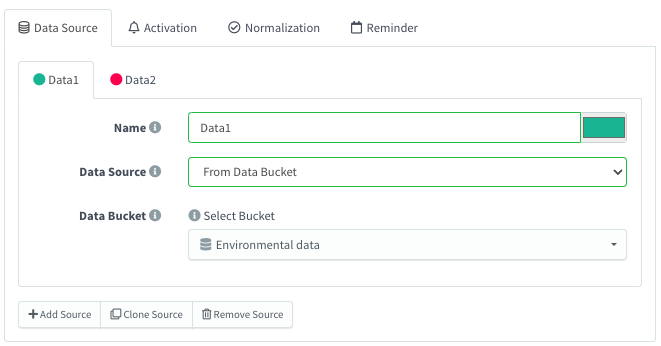 Data Source Activation Normalization Reminder
Data1 Data2
Name Data1
Data Source From Data Bucket
Data Bucket Select Bucket
Environmental data
Add Source Clone Source Remove Source